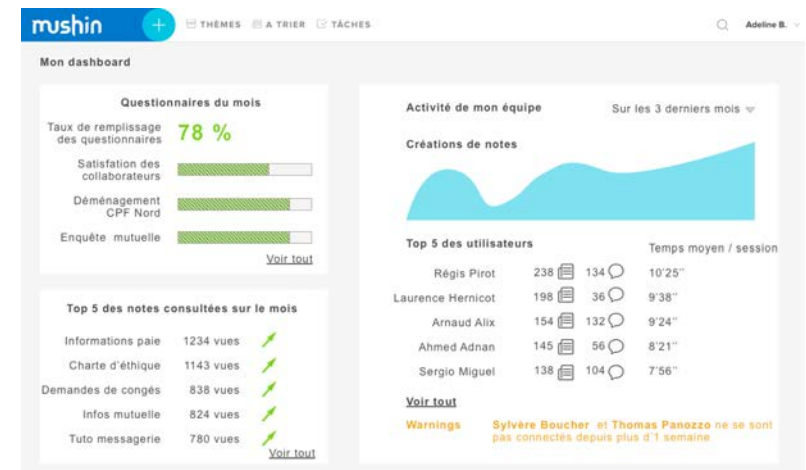 mushin + THÈMES A TRIER TÂCHES Adeline B.
Mon dashboard
Questionnaires du mois
Taux de remplissage
des questionnaires
78 %
Satisfation des
collaborateurs
Déménagement
CPF Nord
Enquête mutuelle
Voir tout
Top 5 des notes consultées sur le mois
Informations paie 1234 vues
Charte d'éthique 1143 vues
Demandes de congés 838 vues
Infos mutuelle 824 vues
Tuto messagerie 780 vues
Voir tout
Activité de mon équipe Sur les 3 derniers mois
Créations de notes
Top 5 des utilisateurs Temps moyen / session
Régis Pirot 238 134 10'25''
Laurence Hernicot 198 36 9'38''
Arnaud Alix 154 132 9'24''
Ahmed Adnan 145 56 8'21''
Sergio Miguel 138 104 7'56''
Voir tout
Warnings Sylvère Boucher et Thomas Panozzo ne se sont
pas connectés depuis plus d'1 semaine